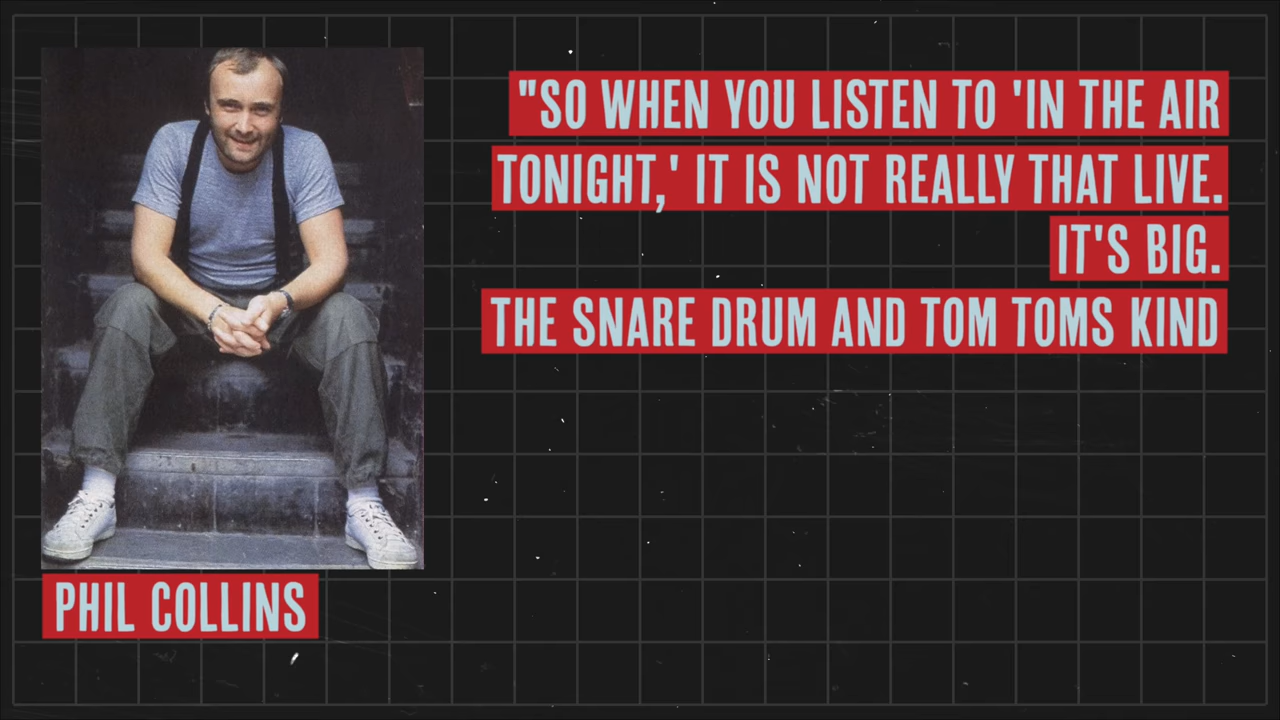 "SO WHEN YOU LISTEN TO 'IN THE AIR
TONIGHT,' IT IS NOT REALLY THAT LIVE.
IT'S BIG.
THE SNARE DRUM AND TOM TOMS KIND
PHIL COLLINS